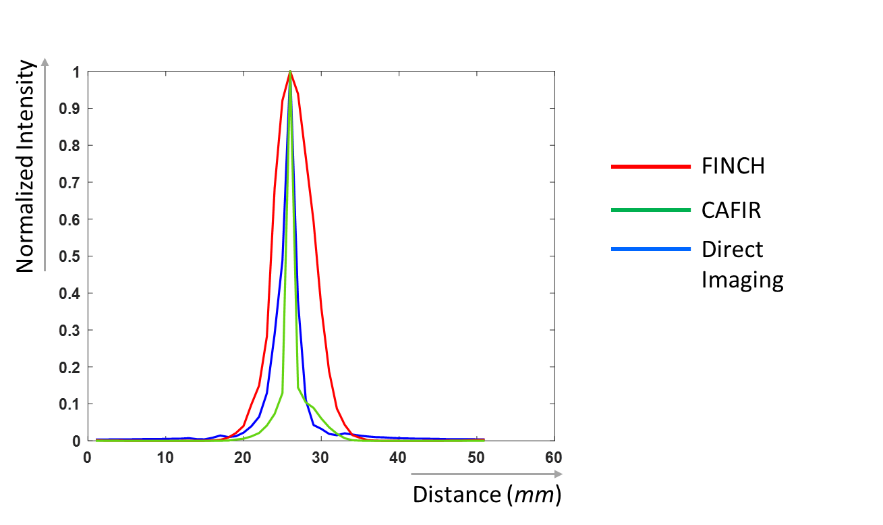 Normalized Intensity
1
0.9
0.8
0.7
0.6
0.5
0.4
0.3
0.2
0.1
0
0 10 20 30 40 50 60
Distance (mm)
FINCH
CAFIR
Direct
Imaging